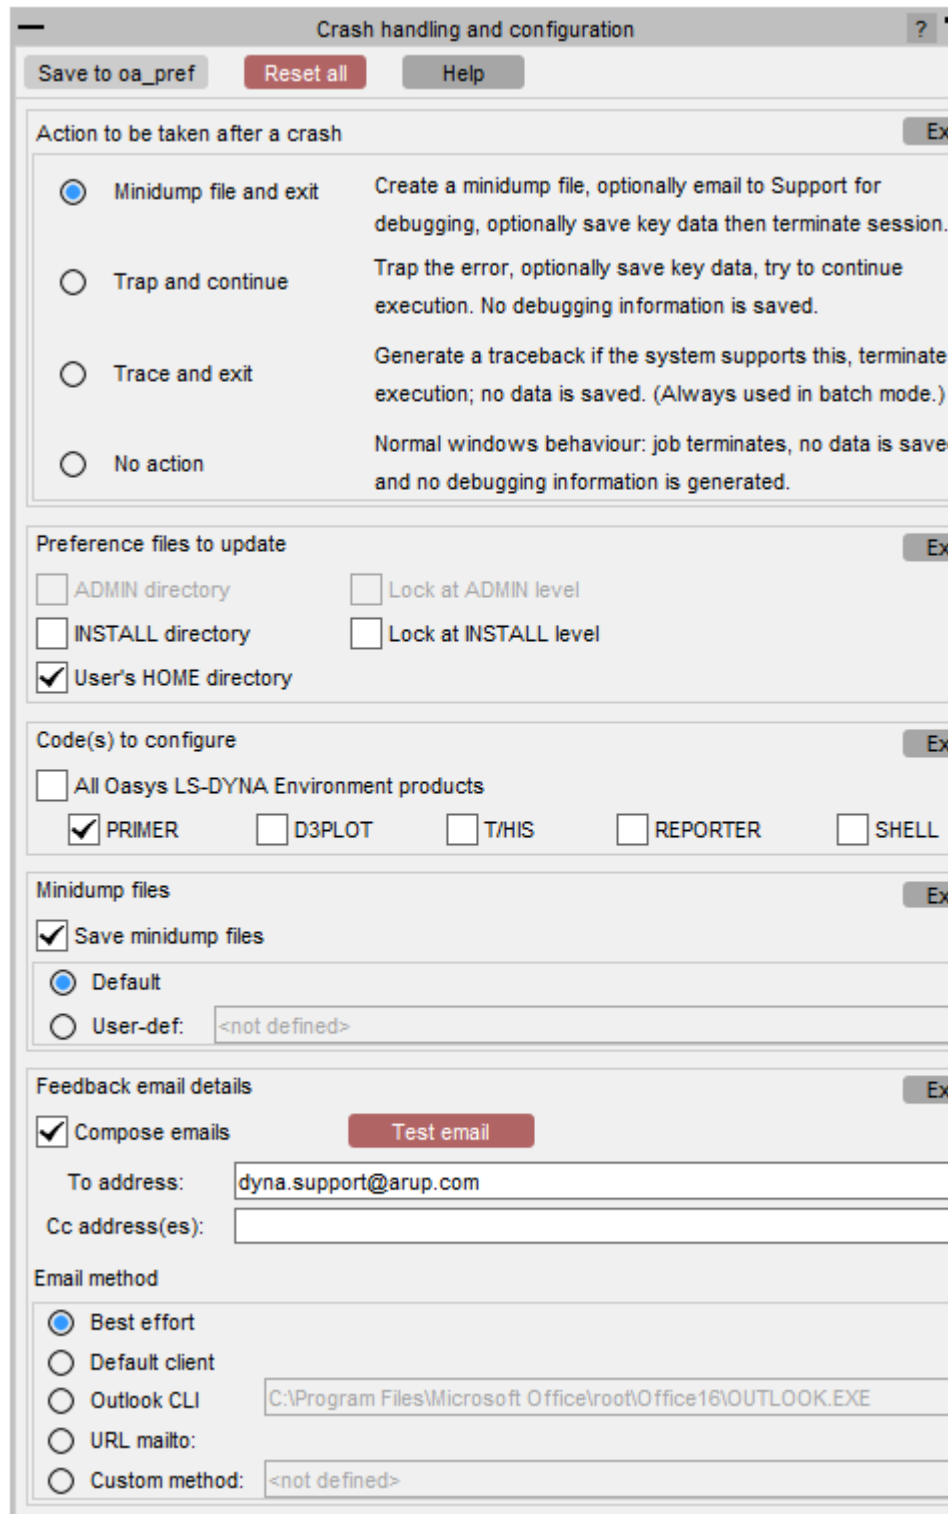 Crash handling and configuration ?
Save to oa_pref Reset all Help
Action to be taken after a crash Ex
Minidump file and exit Create a minidump file, optionally email to Support for
debugging, optionally save key data then terminate session.
Trap and continue Trap the error, optionally save key data, try to continue
execution. No debugging information is saved.
Trace and exit Generate a traceback if the system supports this, terminate
execution; no data is saved. (Always used in batch mode.)
No action Normal windows behaviour: job terminates, no data is save
and no debugging information is generated.
Preference files to update Ex
ADMIN directory Lock at ADMIN level
INSTALL directory Lock at INSTALL level
User's HOME directory
Code(s) to configure Ex
All Oasys LS-DYNA Environment products
PRIMER D3PLOT T/HIS REPORTER SHELL
Minidump files Ex
Save minidump files
Default
User-def: <not defined>
Feedback email details Ex
Compose emails Test email
To address: dyna.support@arup.com
Cc address(es):
Email method
Best effort
Default client
Outlook CLI C:\Program Files\Microsoft Office\root\Office16\OUTLOOK.EXE
URL mailto:
Custom method: <not defined>